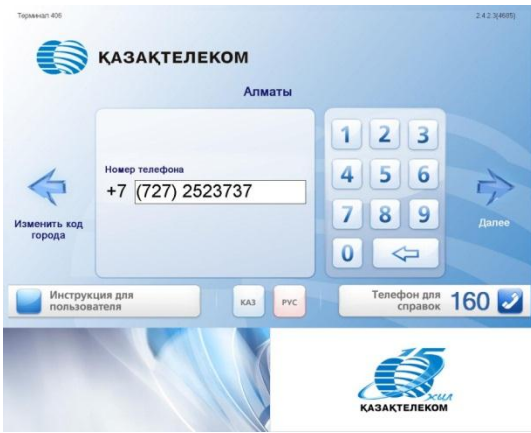 Терминал 406
2.4.2.3(4685)
ҚАЗАҚТЕЛЕКОМ
Алматы
Номер телефона
+7 (727) 2523737
1 2 3
4 5 6
7 8 9
0
Изменить код
города
Далее
Инструкция для
пользователя
КАЗ
РУС
Телефон для
справок
160
15
жыл
ҚАЗАҚТЕЛЕКОМ